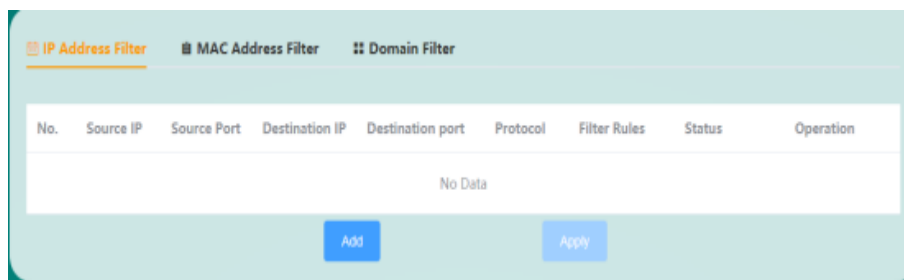 IP Address Filter MAC Address Filter Domain Filter
No. Source IP Source Port Destination IP Destination port Protocol Filter Rules Status Operation
No Data
Add Apply